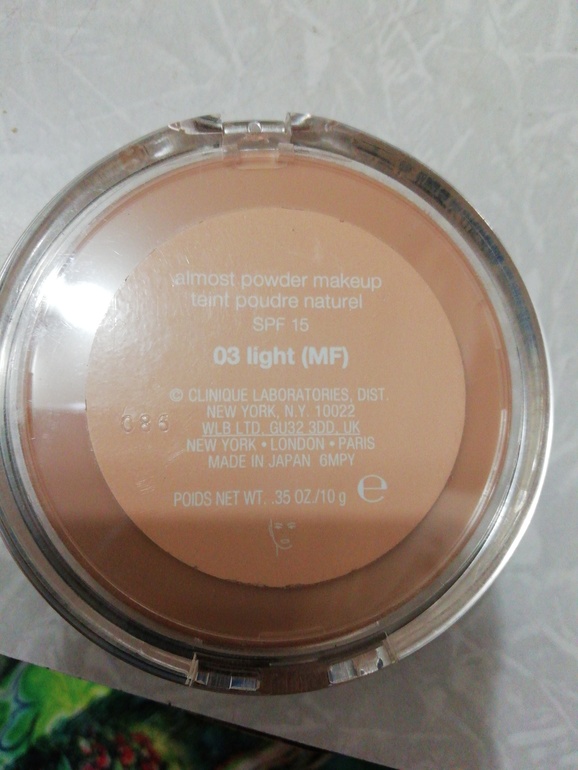 almost powder makeup
teint poudre naturel
SPF 15
03 light (MF)
© CLINIQUE LABORATORIES, DIST.
NEW YORK, N.Y. 10022
WLB LTD, GU32 3DD, UK
NEW YORK • LONDON • PARIS
MADE IN JAPAN 6MPY
POIDS NET WT. .35 OZ./10 g ℮